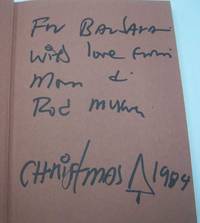 For Barbara
With love from
Mom &
Rod McKuen
Christmas 1984